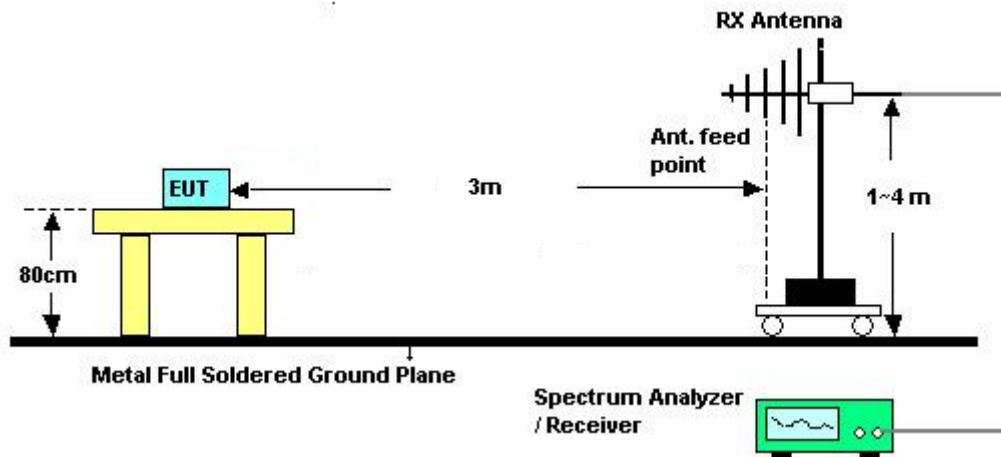 RX Antenna
Ant. feed
point
EUT
3m
1~4 m
80cm
Metal Full Soldered Ground Plane
Spectrum Analyzer
/ Receiver